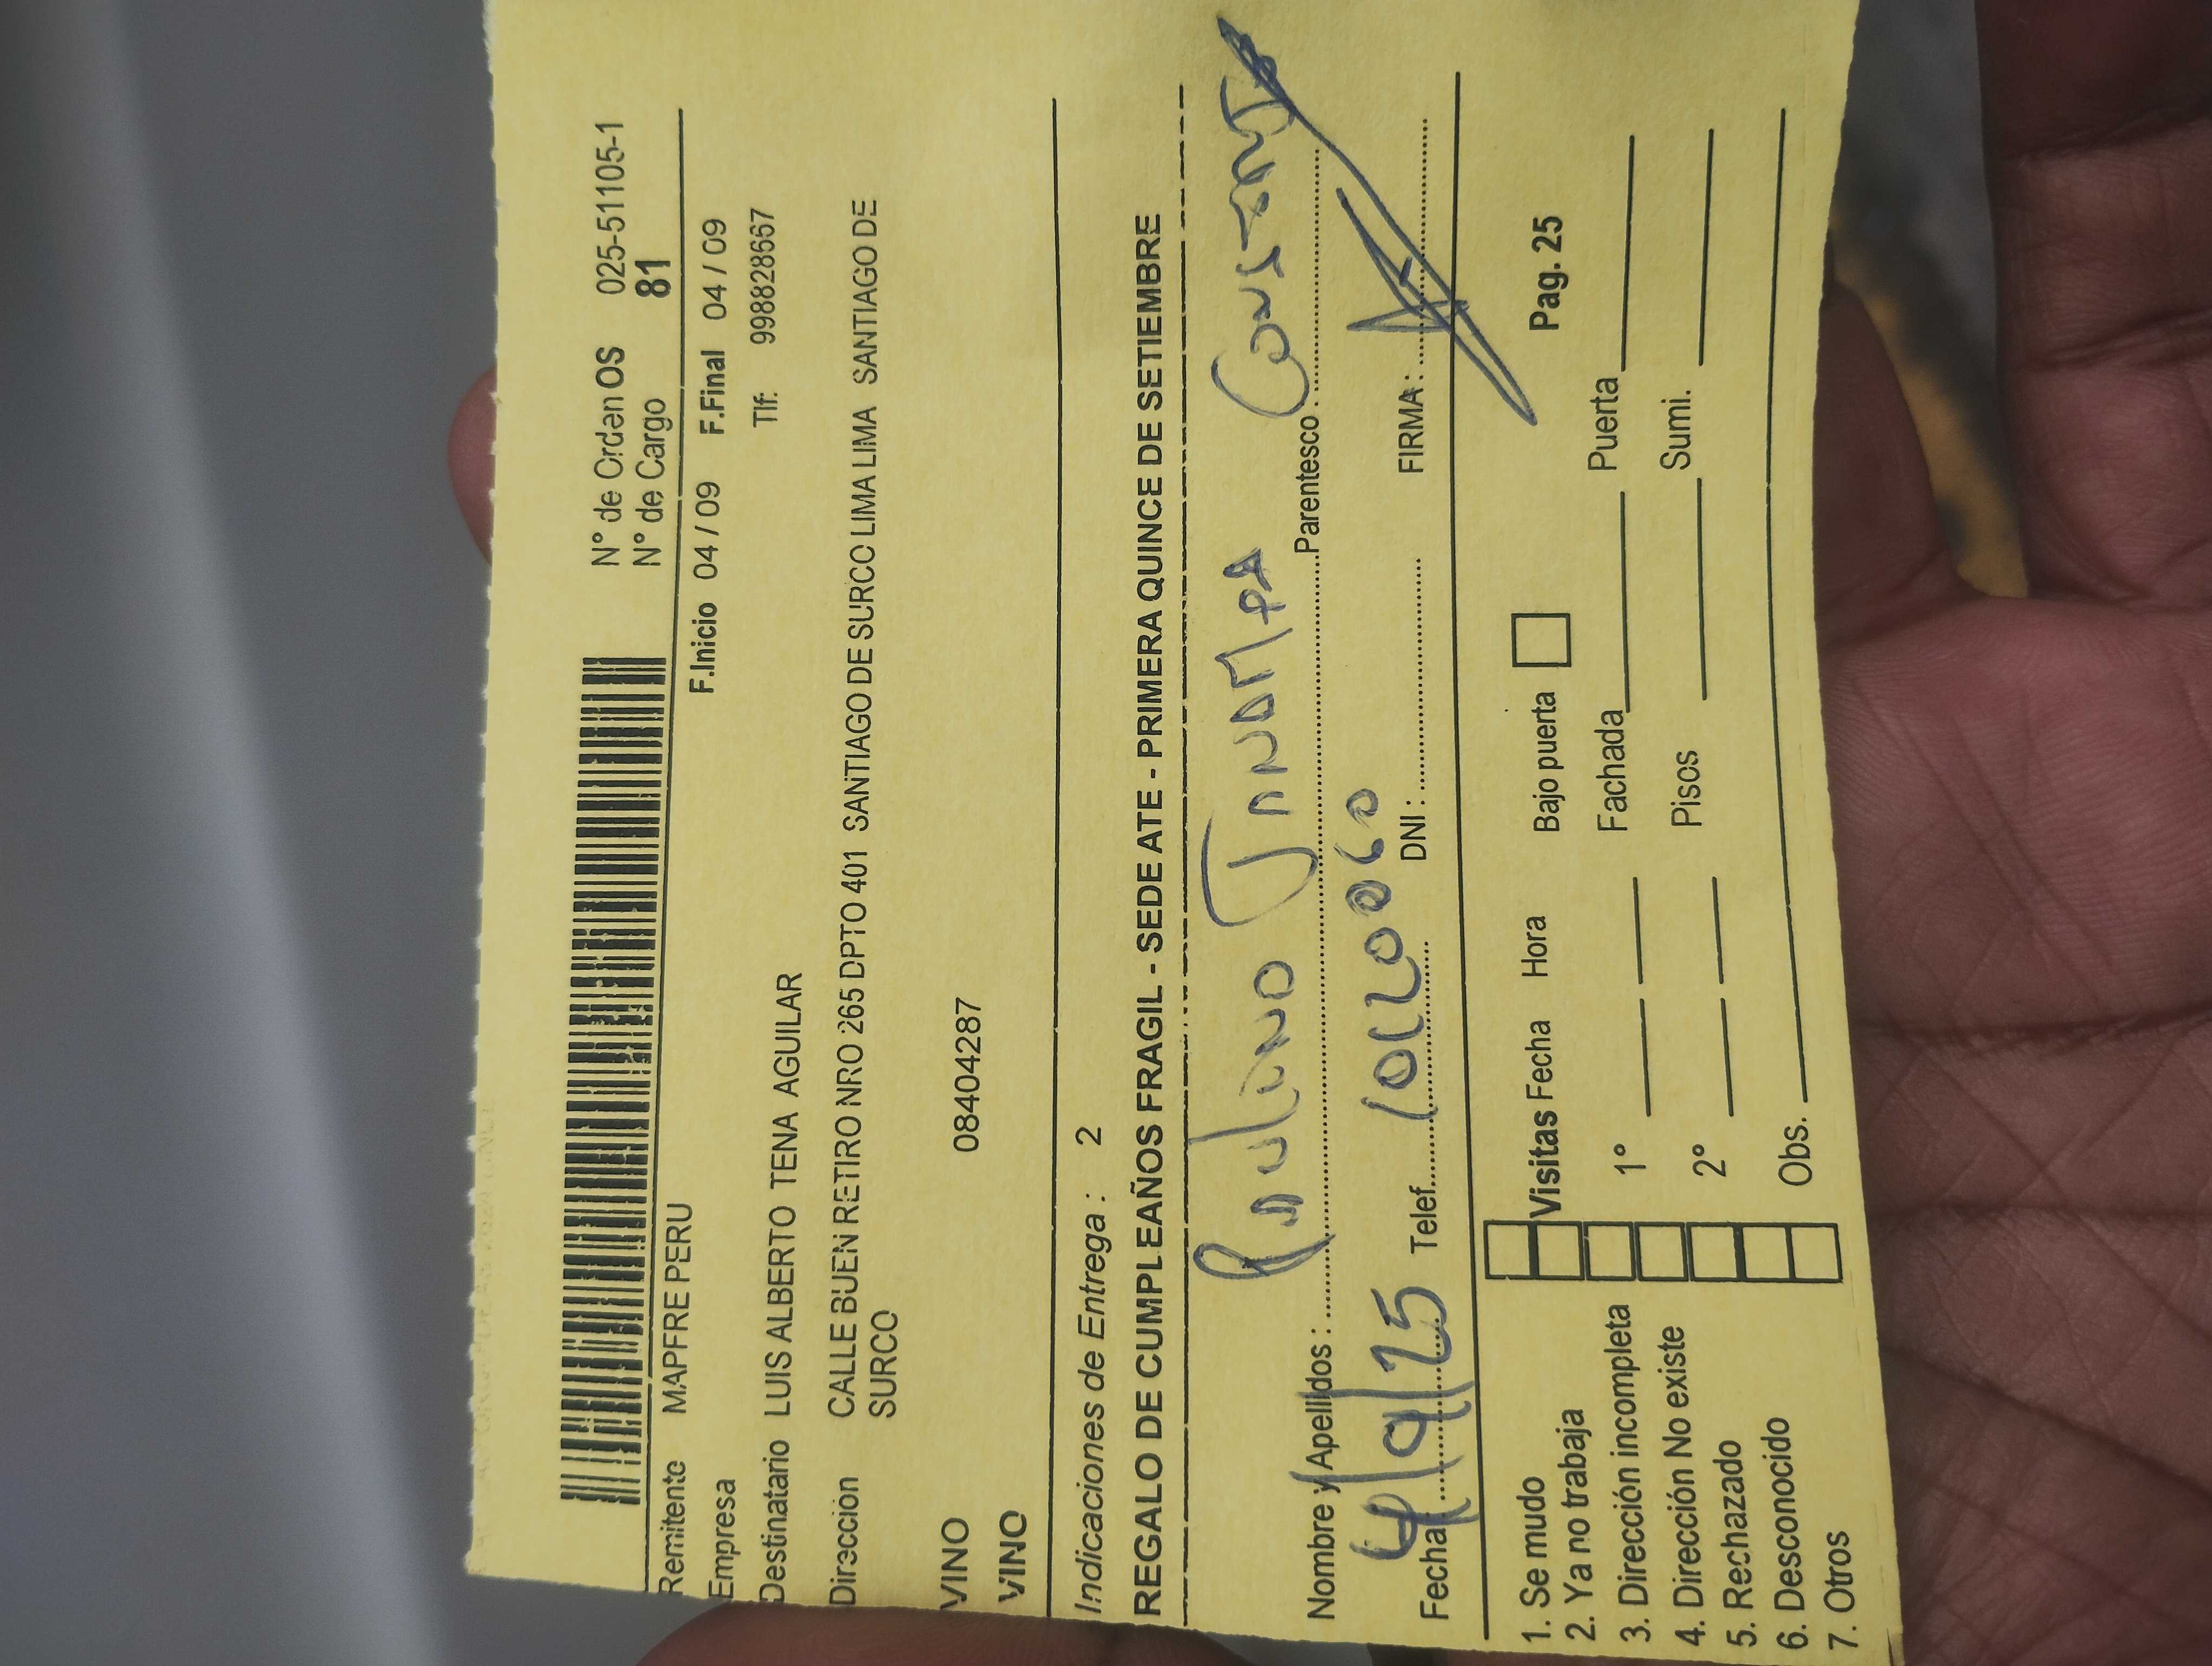 N° de Orden OS 025-51105-1
N° de Cargo 81
Remitente MAPFRE PERU
F.Inicio 04 / 09 F.Final 04 / 09
Empresa
Tlf: 998828667
Destinatario LUIS ALBERTO TENA AGUILAR
Dirección CALLE BUEN RETIRO NRO 265 DPTO 401 SANTIAGO DE SURCO LIMA LIMA SANTIAGO DE
SURCO
VINO 08404287
VINO
Indicaciones de Entrega : 2
REGALO DE CUMPLEAÑOS FRAGIL - SEDE ATE - PRIMERA QUINCE DE SETIEMBRE
Nombre y Apellidos : Paulino Parentesco :
Fecha 4/9/25 Telef. DNI : FIRMA :
Visitas Fecha Hora Bajo puerta Pag. 25
1. Se mudo
2. Ya no trabaja
3. Dirección incompleta
4. Dirección No existe
5. Rechazado
6. Desconocido
7. Otros
1° Fachada Puerta
2° Pisos Sumi.
Obs.